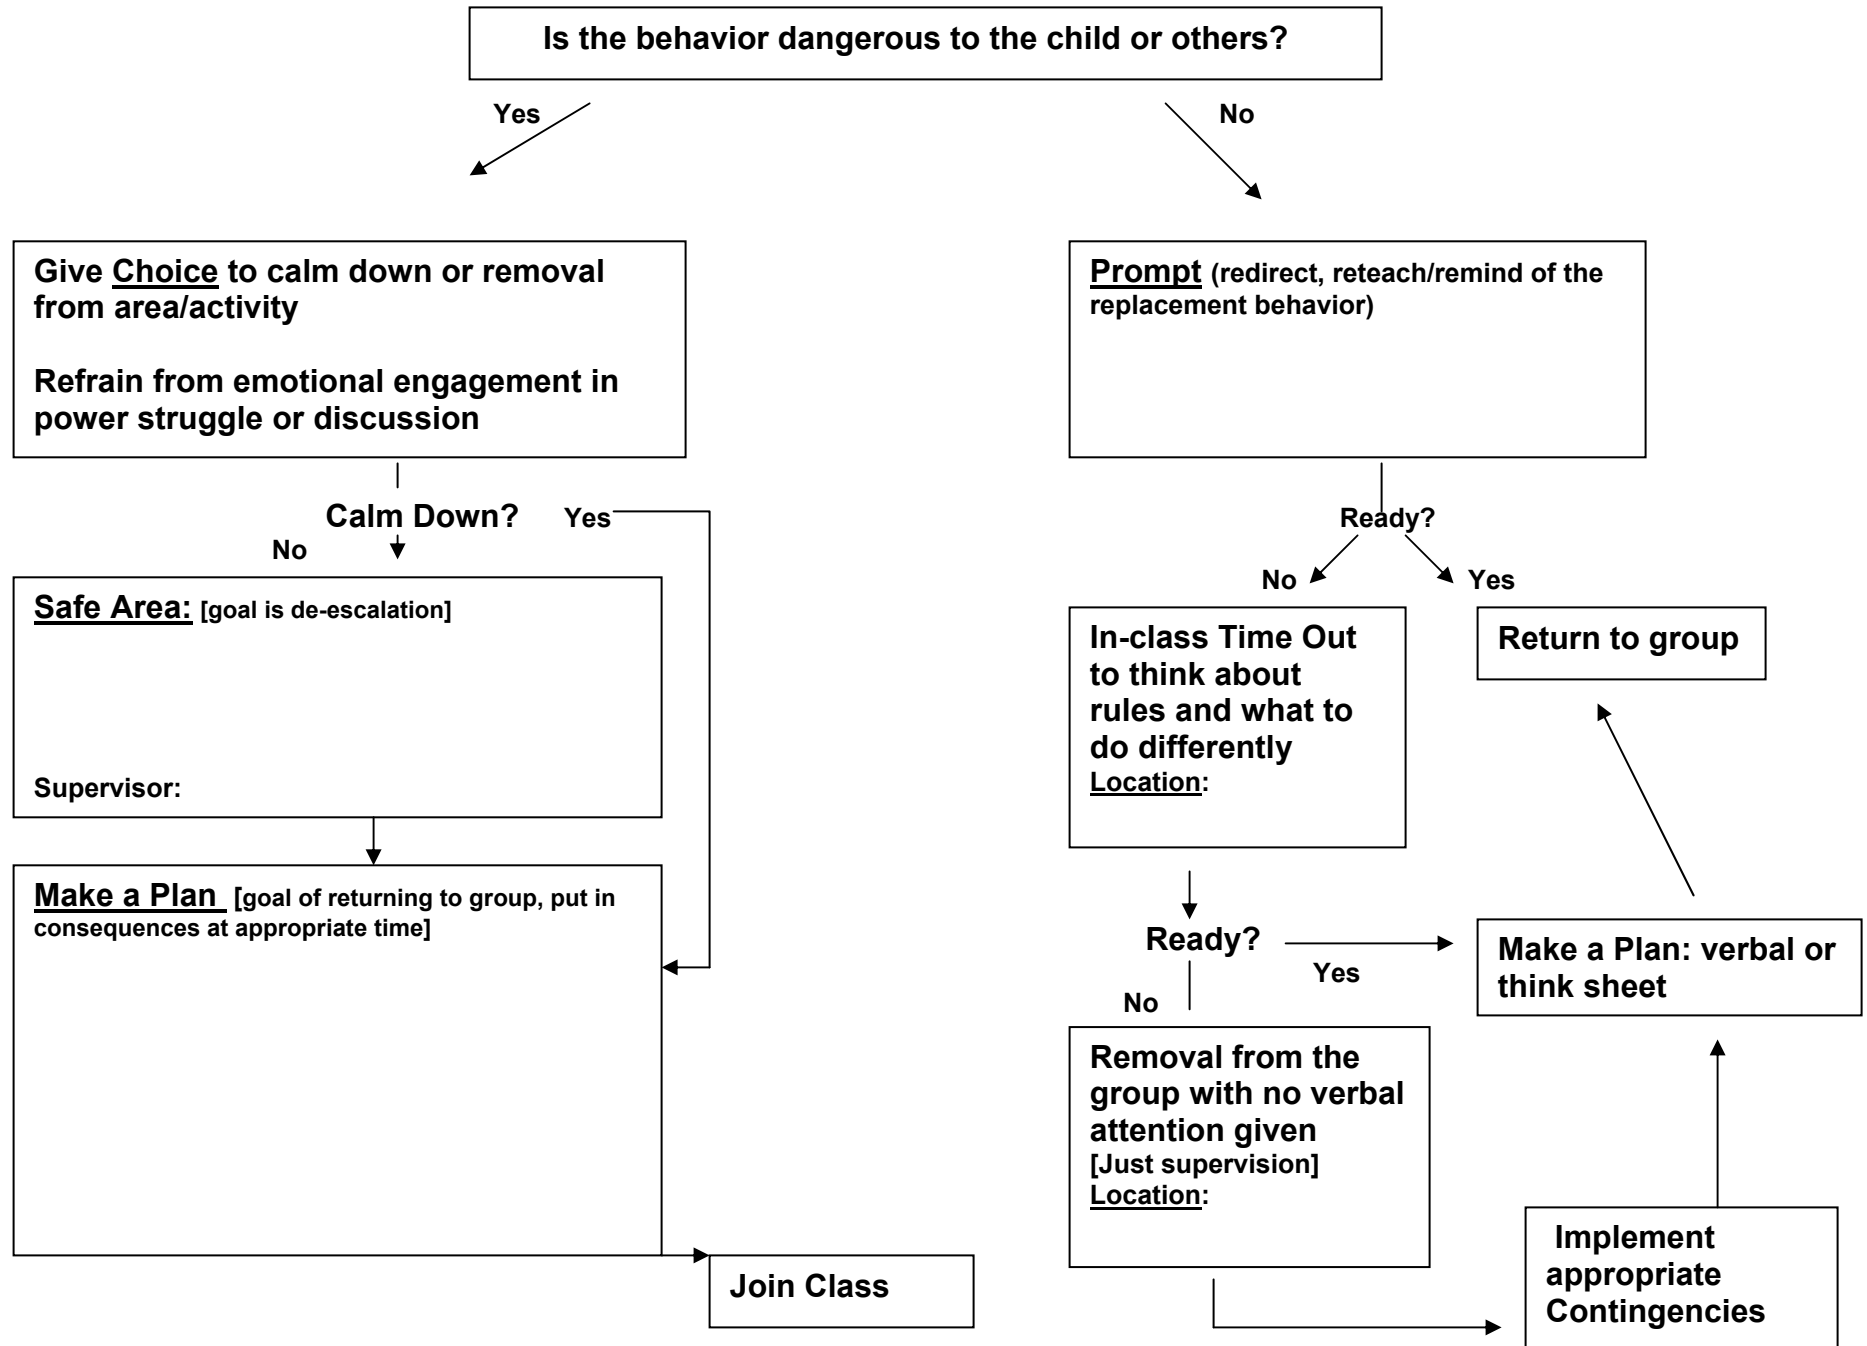 Is the behavior dangerous to the child or others?
Yes
No
Give Choice to calm down or removal
from area/activity
Refrain from emotional engagement in
power struggle or discussion
Prompt (redirect, reteach/remind of the
replacement behavior)
Calm Down?
Yes
No
Ready?
No
Yes
Safe Area: [goal is de-escalation]
Supervisor:
In-class Time Out
to think about
rules and what to
do differently
Location:
Return to group
Make a Plan [goal of returning to group, put in
consequences at appropriate time]
Ready?
Yes
No
Make a Plan: verbal or
think sheet
Removal from the
group with no verbal
attention given
[Just supervision]
Location:
Join Class
Implement
appropriate
Contingencies